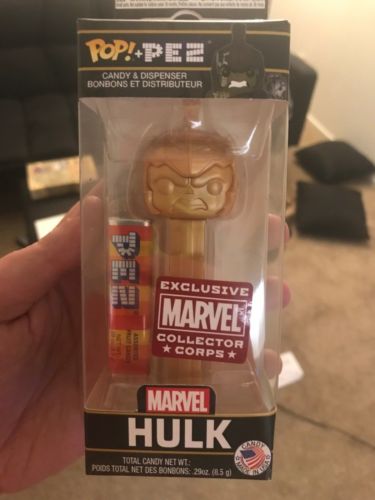 POP! + PEZ
CANDY & DISPENSER
BONBONS ET DISTRIBUTEUR
PEZ
EXCLUSIVE
MARVEL
COLLECTOR
★ CORPS ★
MARVEL
HULK
TOTAL CANDY NET WT.:
POIDS TOTAL NET DES BONBONS: .29oz. (8.5 g)
CANDY
MADE IN USA